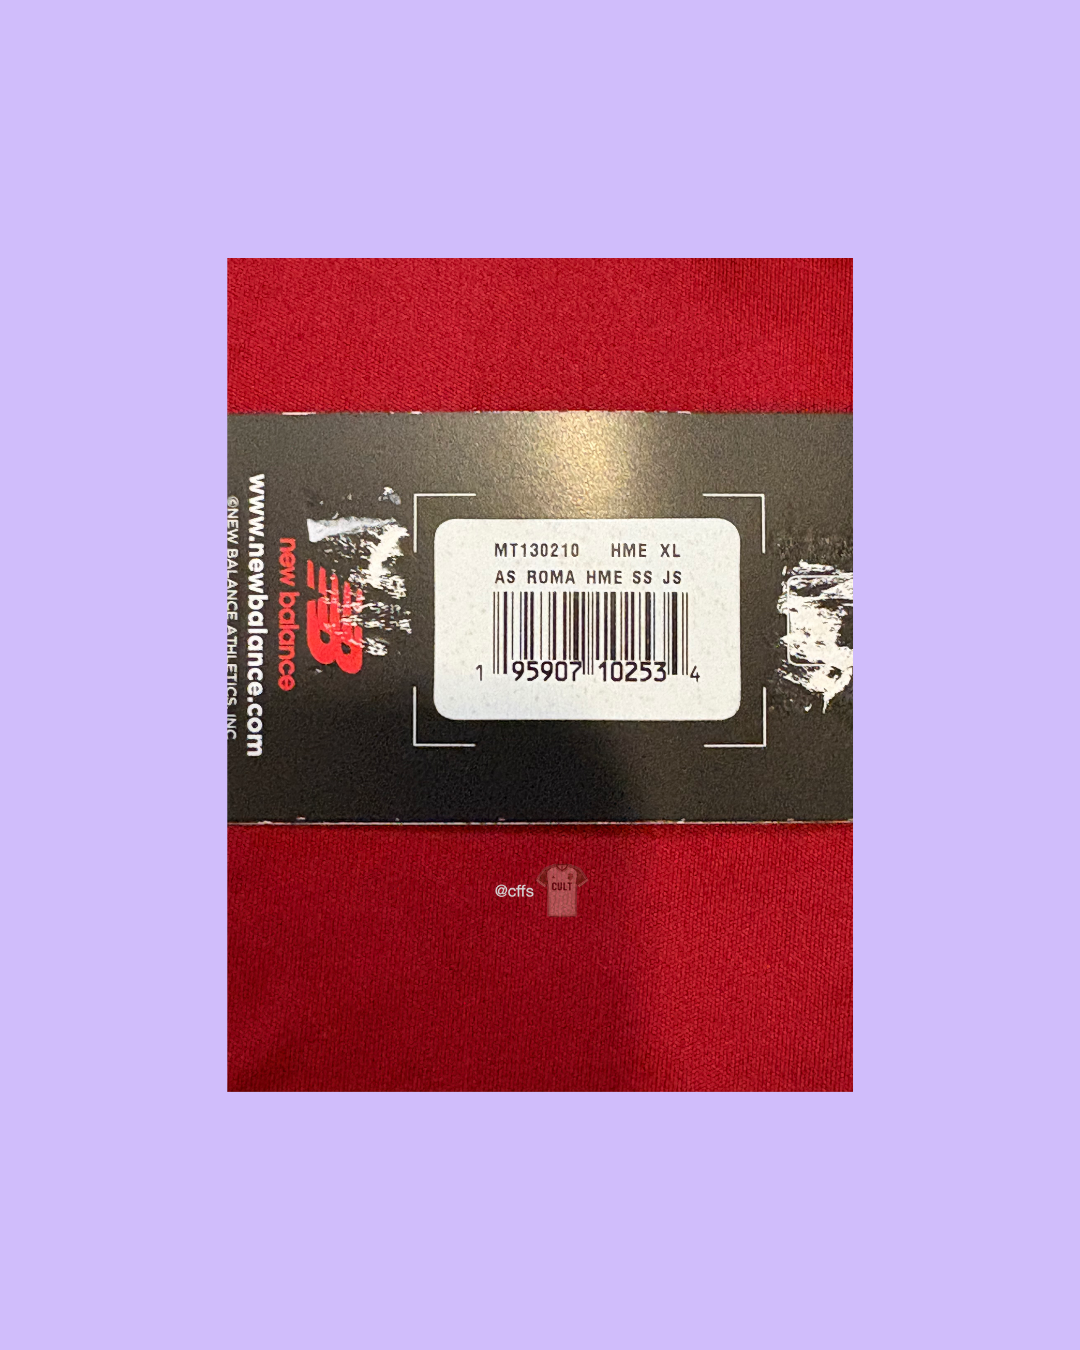 MT130210 HME XL
AS ROMA HME SS JS
1 95907 10253 4
new balance
www.newbalance.com
©NEW BALANCE ATHLETICS, INC
@cffs
CULT